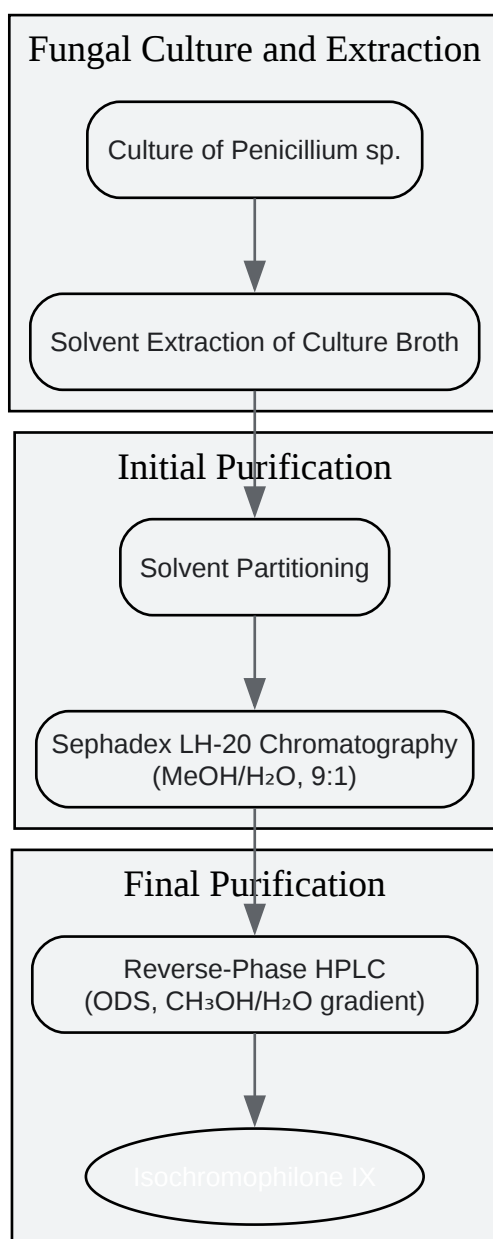 Fungal Culture and Extraction
Culture of Penicillium sp.
Solvent Extraction of Culture Broth
Initial Purification
Solvent Partitioning
Sephadex LH-20 Chromatography
(MeOH/H₂O, 9:1)
Final Purification
Reverse-Phase HPLC
(ODS, CH₃OH/H₂O gradient)
Isochromophilone IX